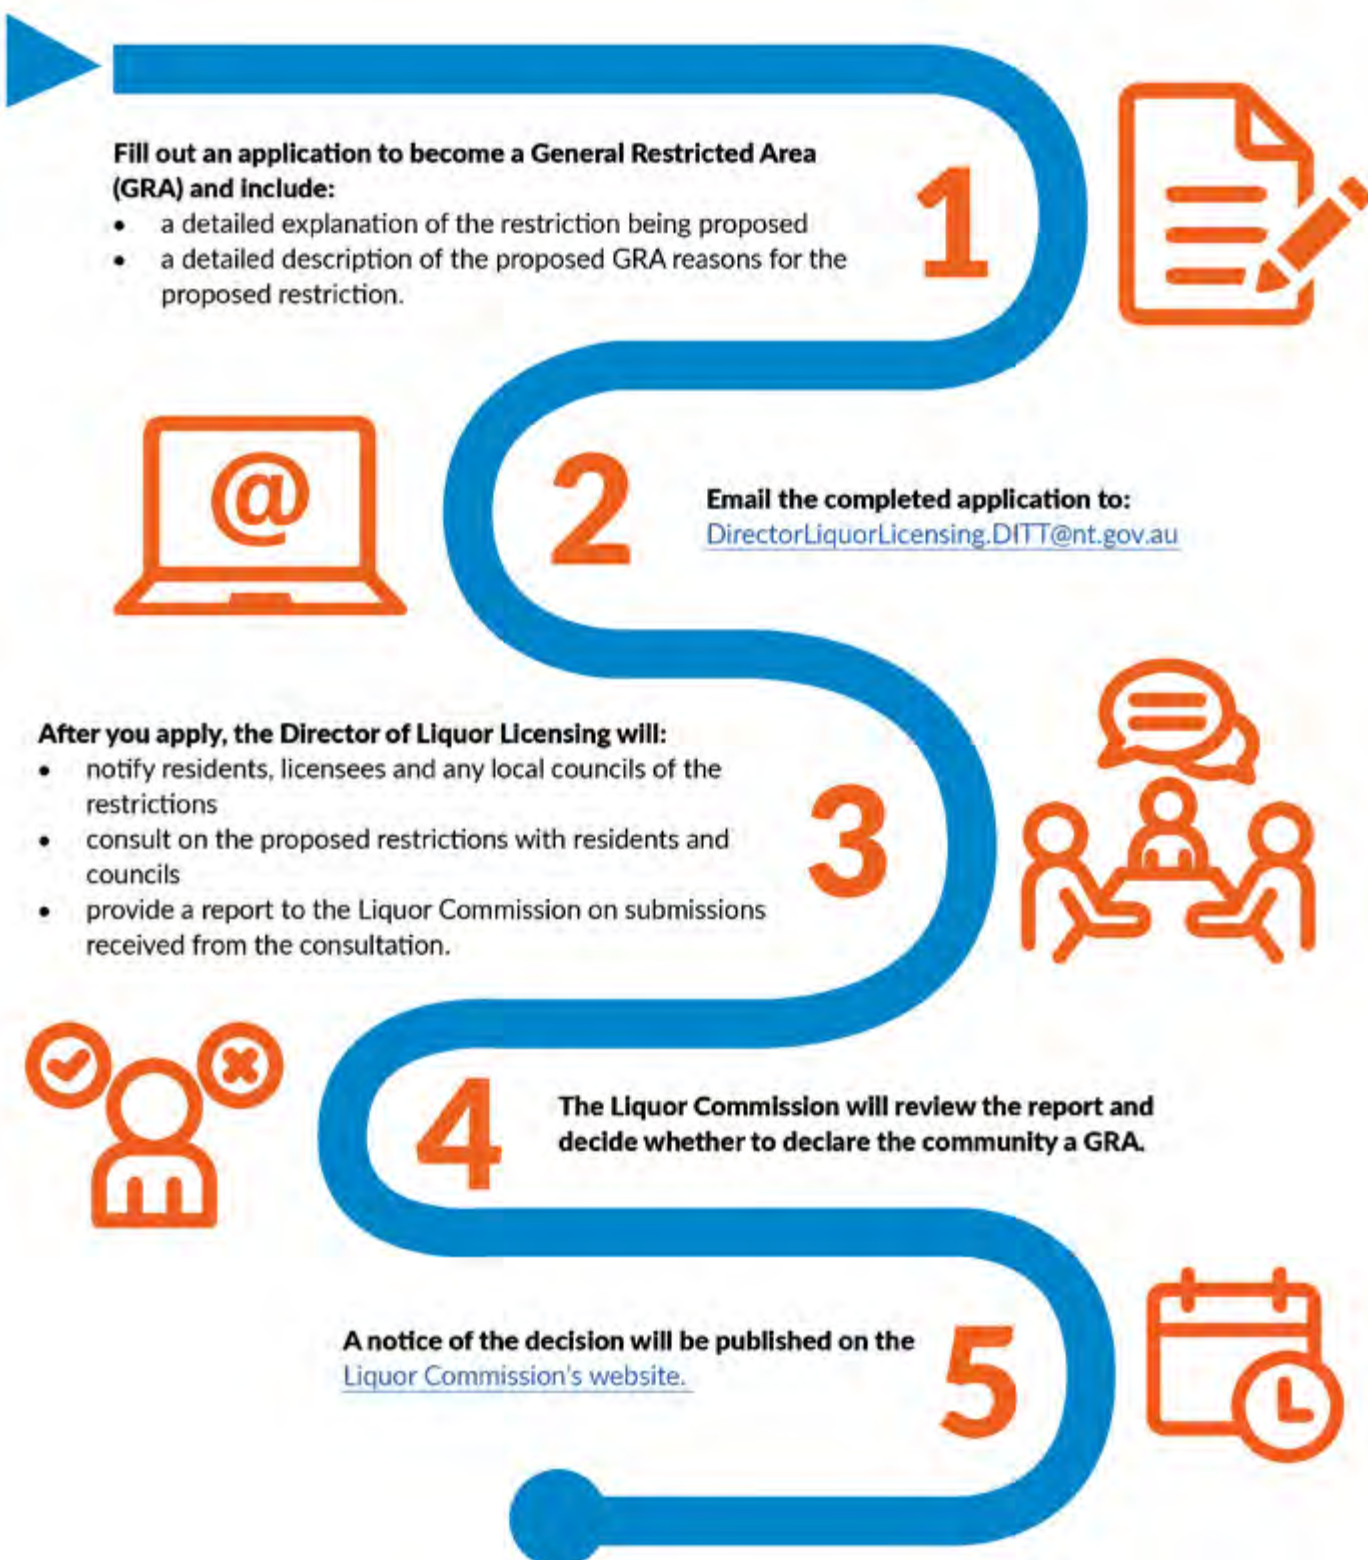 Fill out an application to become a General Restricted Area
(GRA) and include:
• a detailed explanation of the restriction being proposed
• a detailed description of the proposed GRA reasons for the
proposed restriction.
1
@
2
Email the completed application to:
DirectorLiquorLicensing.DITT@nt.gov.au
After you apply, the Director of Liquor Licensing will:
• notify residents, licensees and any local councils of the
restrictions
• consult on the proposed restrictions with residents and
councils
• provide a report to the Liquor Commission on submissions
received from the consultation.
3
4
The Liquor Commission will review the report and
decide whether to declare the community a GRA.
A notice of the decision will be published on the
Liquor Commission's website.
5